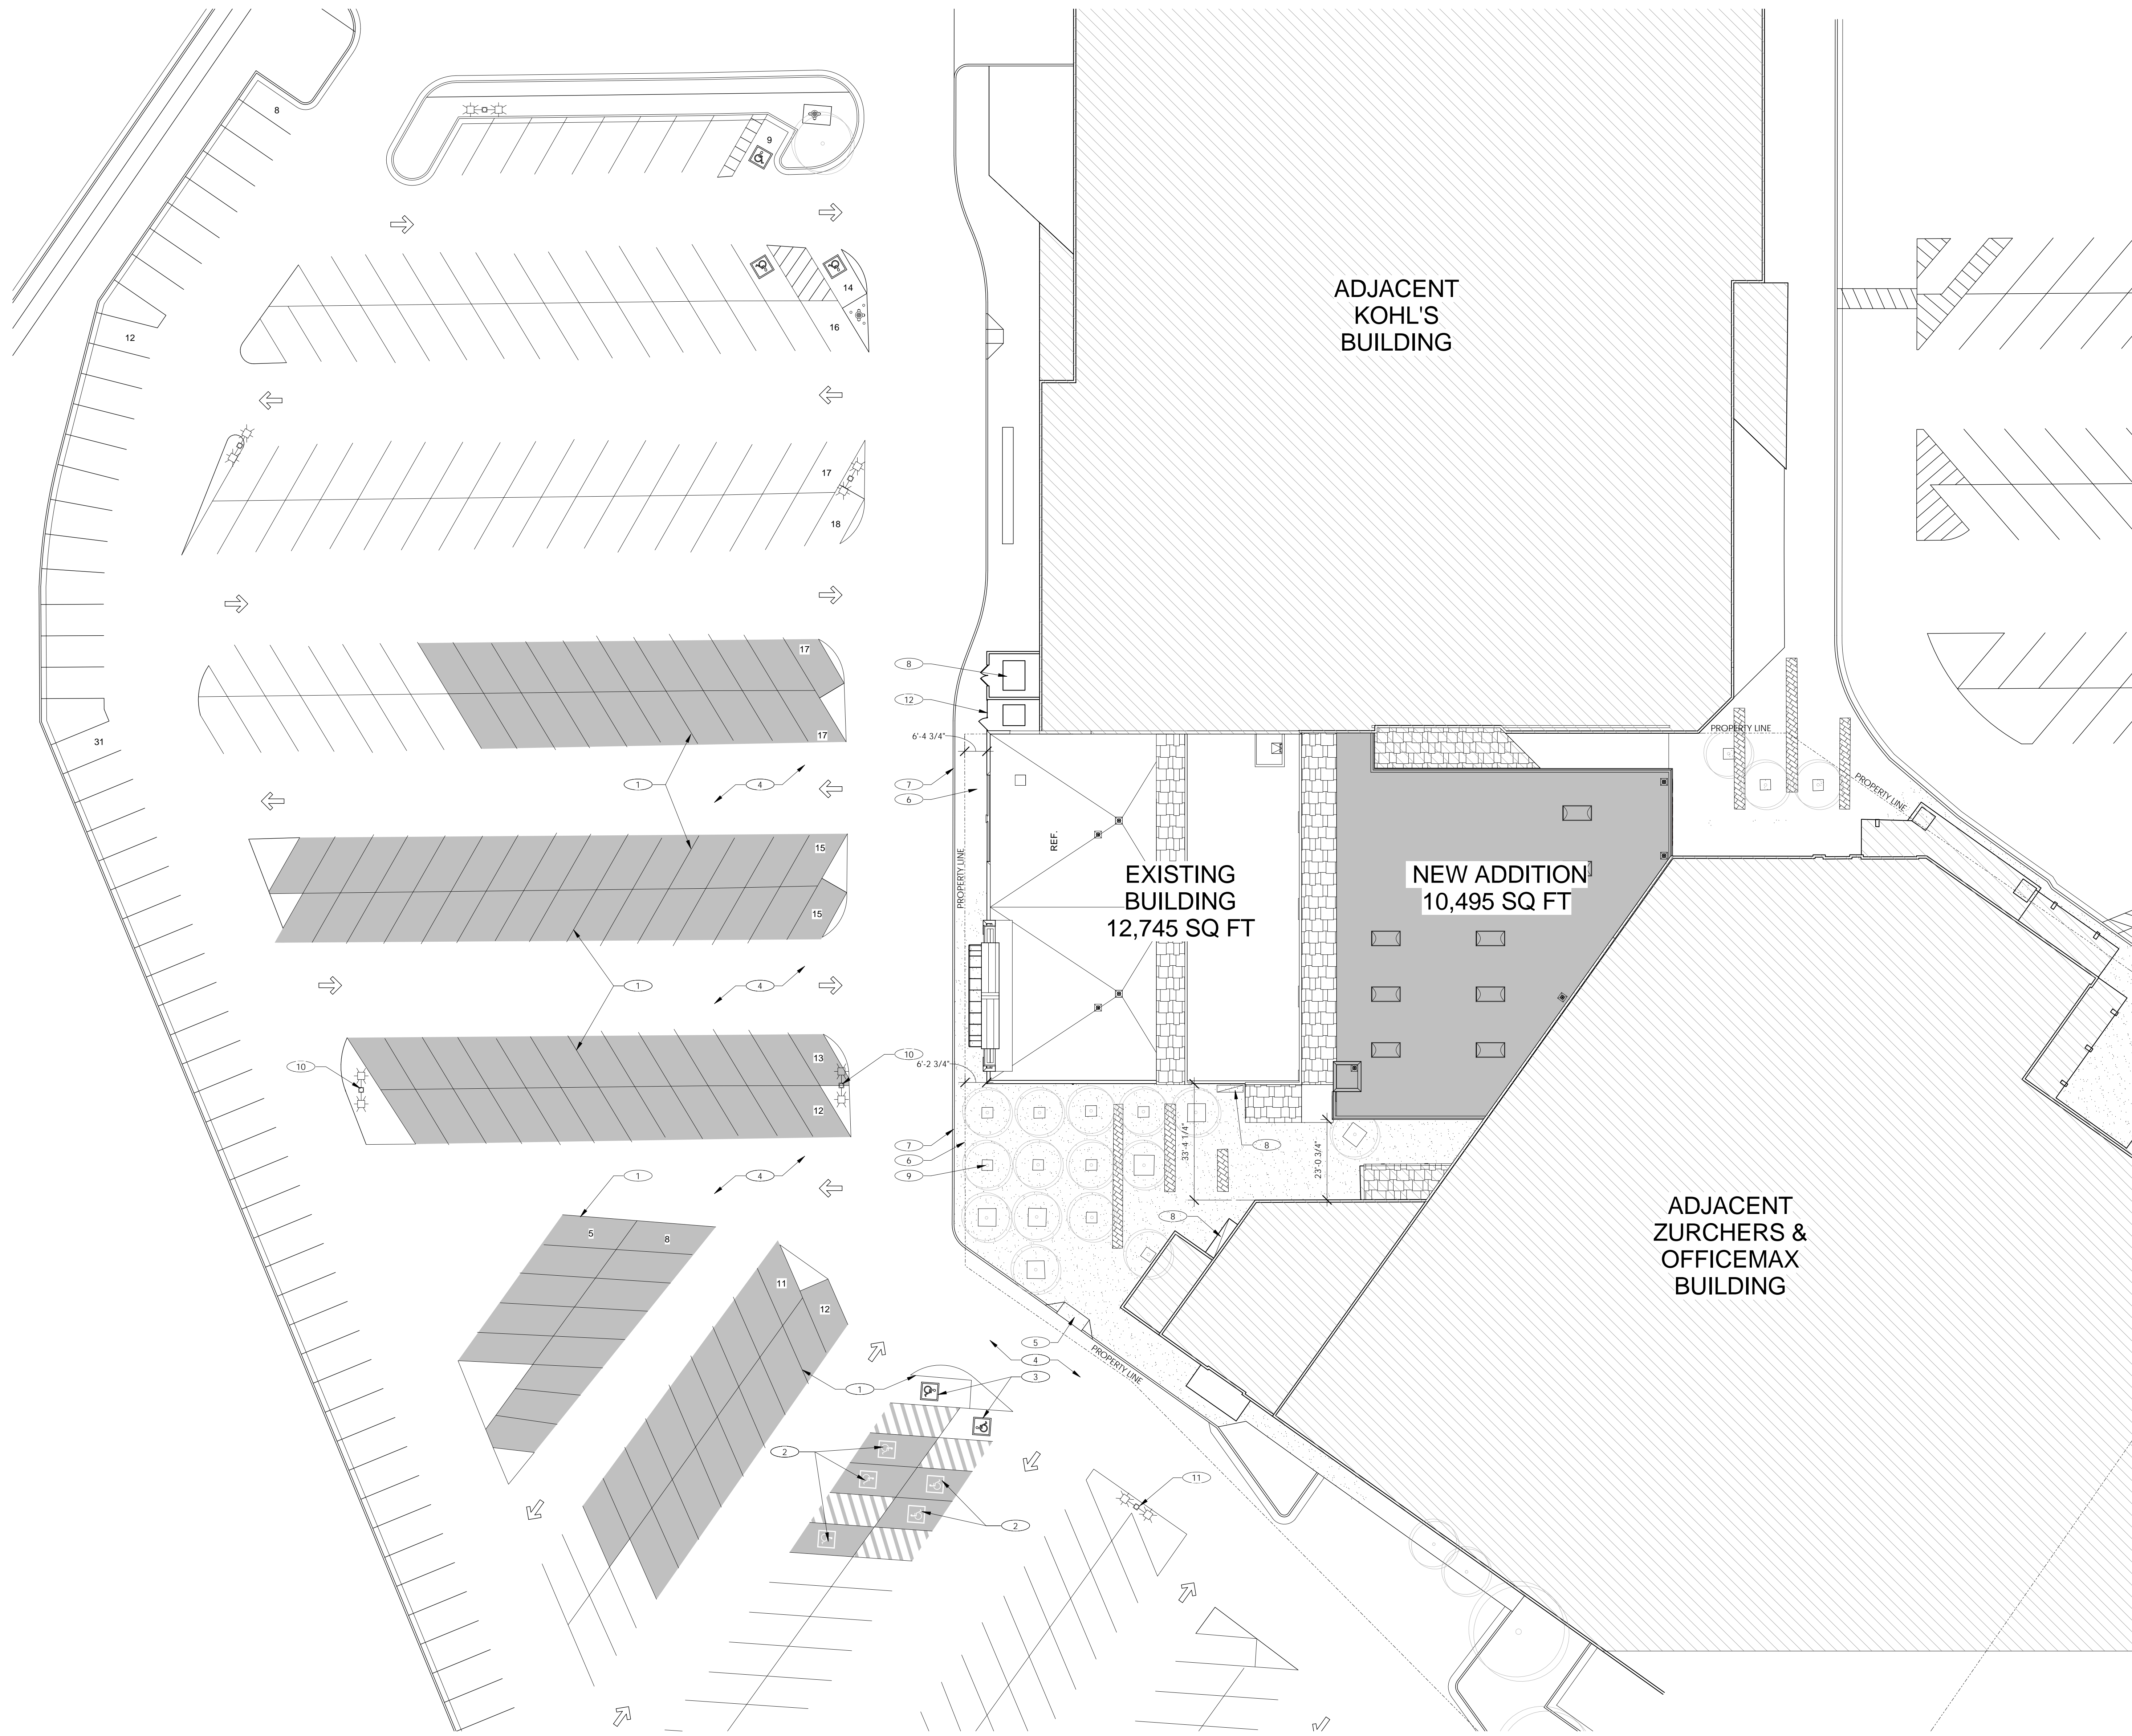 8
9
14
16
12
17
18
ADJACENT
KOHL'S
BUILDING
17
17
31
8
12
6'-4 3/4"
7
6
1
4
PROPERTY LINE
PROPERTY LINE
PROPERTY LINE
REF.
15
15
EXISTING
BUILDING
12,745 SQ FT
NEW ADDITION
10,495 SQ FT
1
4
13
12
10
10
6'-2 3/4"
7
6
9
8
33'-4 1/4"
23'-0 3/4"
1
4
8
5
8
11
12
ADJACENT
ZURCHERS &
OFFICEMAX
BUILDING
5
4
3
PROPERTY LINE
1
2
2
11